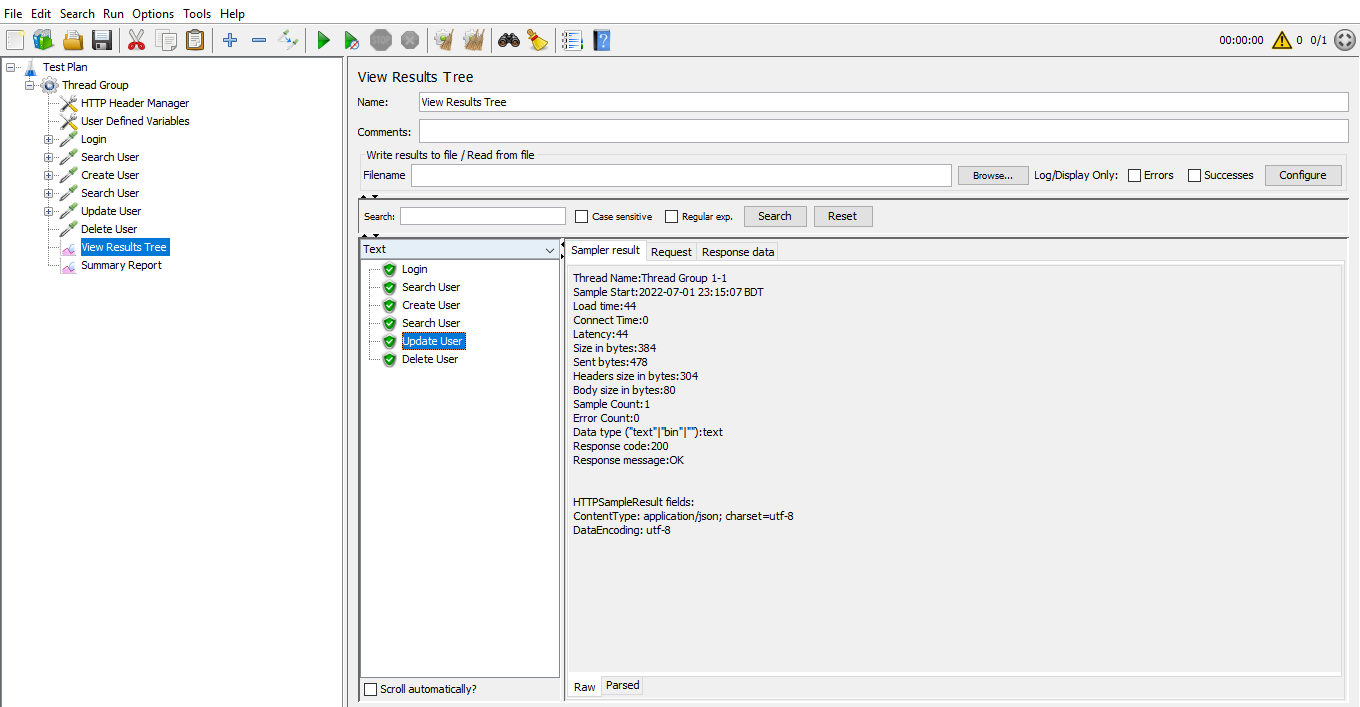 File Edit Search Run Options Tools Help
STOP
00:00:00 0 0/1
Test Plan
Thread Group
HTTP Header Manager
User Defined Variables
Login
Search User
Create User
Search User
Update User
Delete User
View Results Tree
Summary Report
View Results Tree
Name: View Results Tree
Comments:
Write results to file / Read from file
Filename Browse... Log/Display Only: Errors Successes Configure
Search: Case sensitive Regular exp. Search Reset
Text
Login
Search User
Create User
Search User
Update User
Delete User
Scroll automatically?
Sampler result Request Response data
Thread Name:Thread Group 1-1
Sample Start:2022-07-01 23:15:07 BDT
Load time:44
Connect Time:0
Latency:44
Size in bytes:384
Sent bytes:478
Headers size in bytes:304
Body size in bytes:80
Sample Count:1
Error Count:0
Data type ("text"|"bin"|""):text
Response code:200
Response message:OK
HTTPSampleResult fields:
ContentType: application/json; charset=utf-8
DataEncoding: utf-8
Raw Parsed